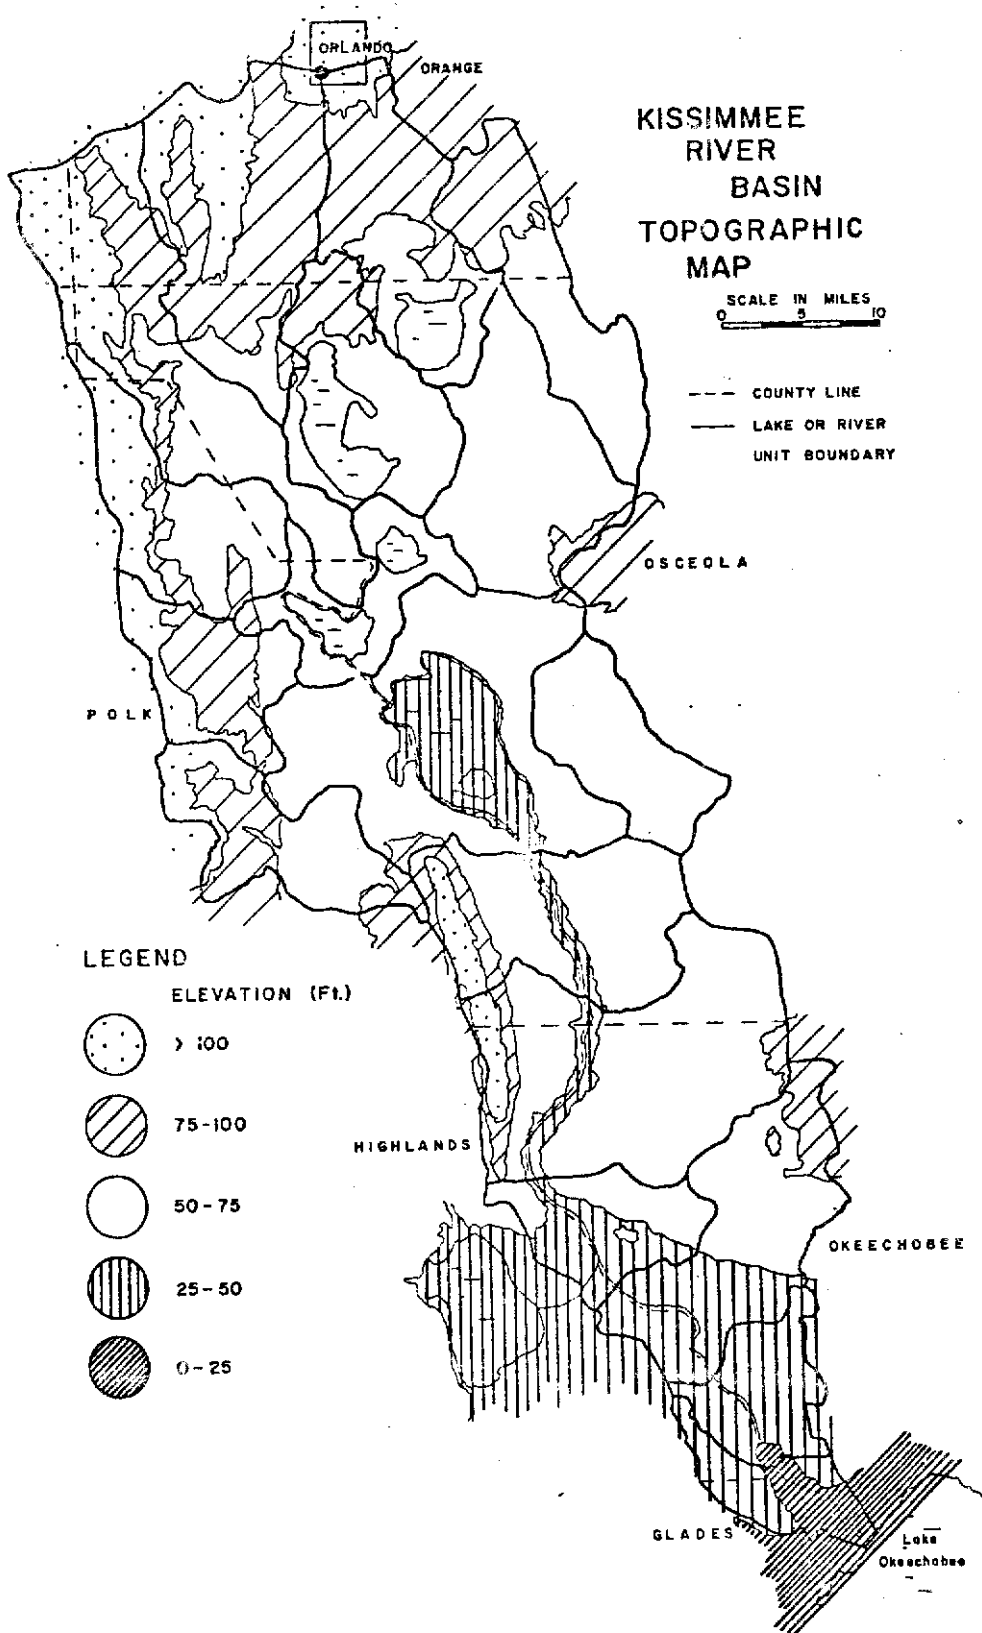 ORLANDO
ORANGE
KISSIMMEE
RIVER
BASIN
TOPOGRAPHIC
MAP
SCALE IN MILES
0 5 10
COUNTY LINE
LAKE OR RIVER
UNIT BOUNDARY
OSCEOLA
POLK
LEGEND
ELEVATION (Ft.)
> 100
75-100
50-75
25-50
0-25
HIGHLANDS
OKEECHOBEE
GLADES
Lake
Okeechobee